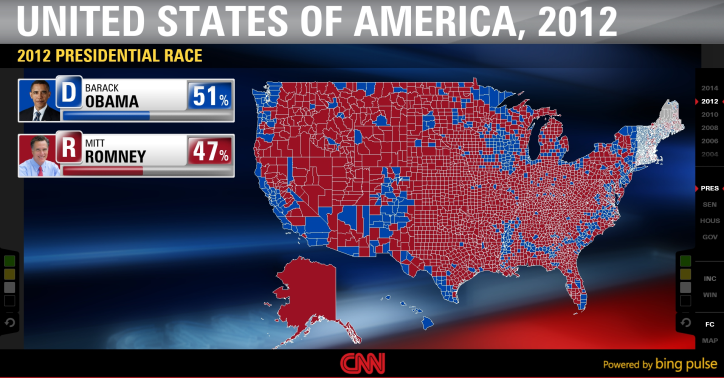 UNITED STATES OF AMERICA, 2012
2012 PRESIDENTIAL RACE
D
BARACK
OBAMA
51%
R
MITT
ROMNEY
47%
2014
2012
2010
2008
2006
2004
PRES
SEN
HOUS
GOV
INC
WIN
FC
MAP
CNN
Powered by bing pulse